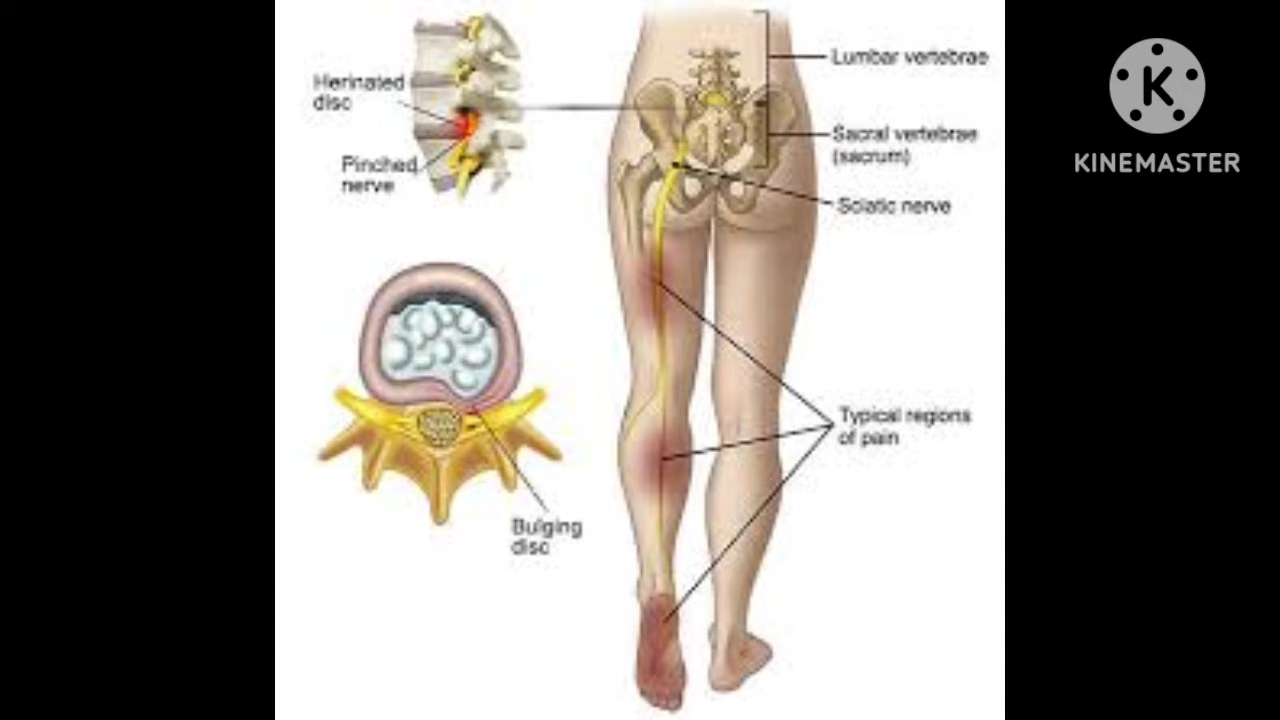 Herinated
disc
Pinched
nerve
Lumbar vertebrae
Sacral vertebrae
(sacrum)
Sciatic nerve
Typical regions
of pain
Bulging
disc
K
KINEMASTER